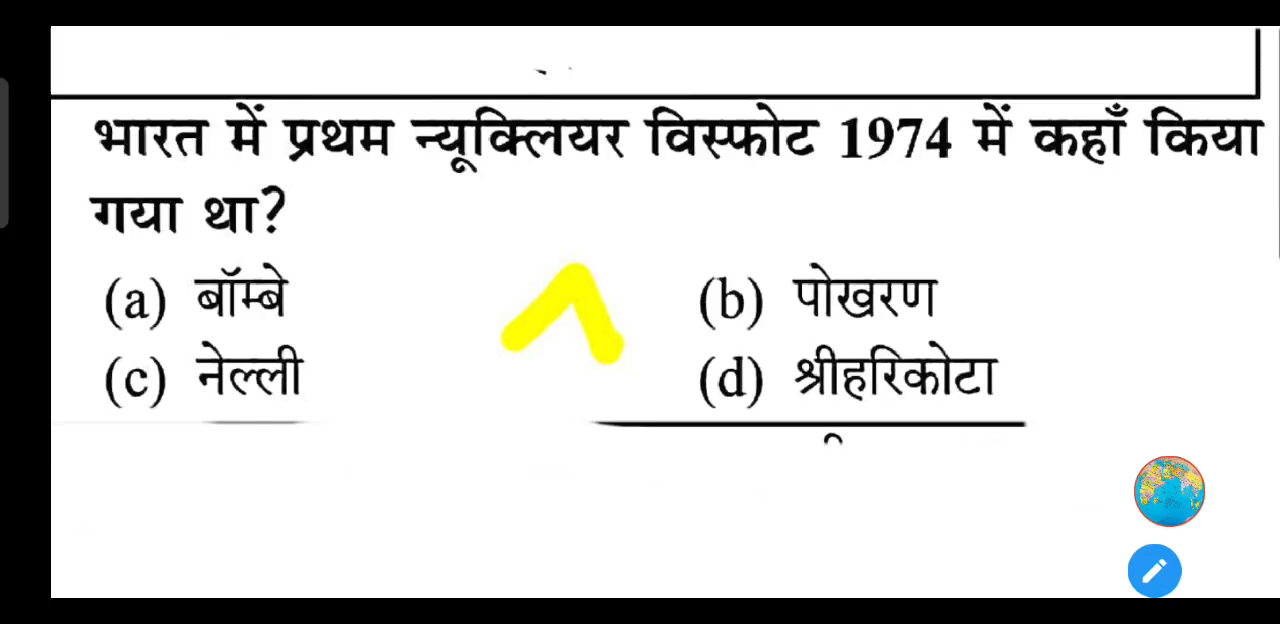 भारत में प्रथम न्यूक्लियर विस्फोट 1974 में कहाँ किया
गया था?
(a) बॉम्बे (b) पोखरण
(c) नेल्ली (d) श्रीहरिकोटा